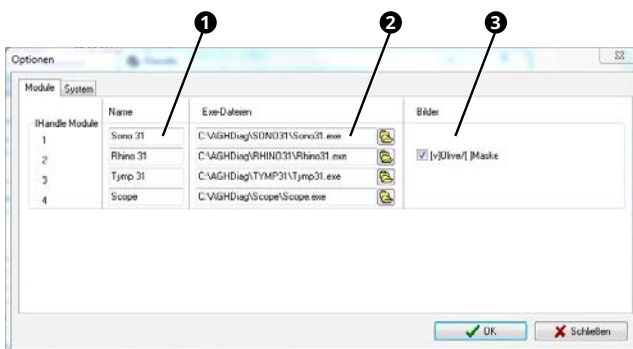 1 2 3
Optionen
Module System
Name Exe-Dateien Bilder
IHandle Module
1 Sono 31 C:\AGHDiag\SONO31\Sono31.exe
2 Rhino 31 C:\AGHDiag\RHINO31\Rhino31.exe [v]Olive/[ ]Maske
3 Tymp 31 C:\AGHDiag\TYMP31\Tymp31.exe
4 Scope C:\AGHDiag\Scope\Scope.exe
OK Schließen